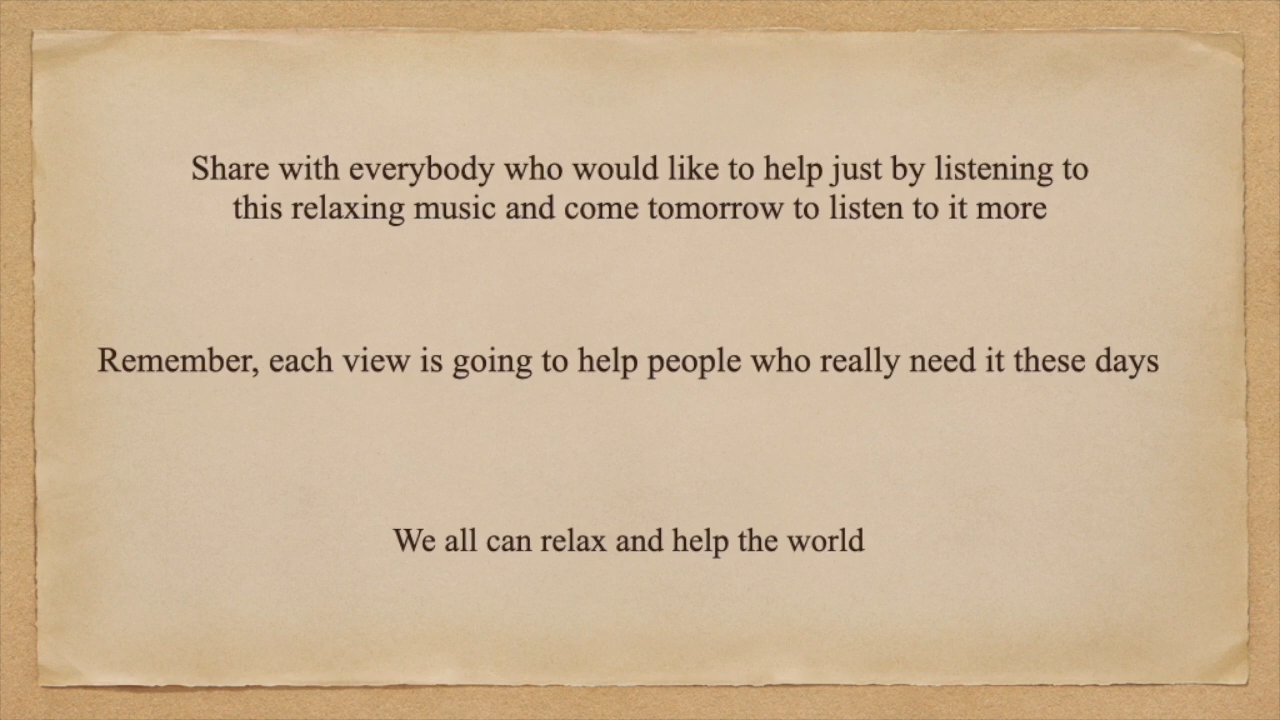 Share with everybody who would like to help just by listening to
this relaxing music and come tomorrow to listen to it more
Remember, each view is going to help people who really need it these days
We all can relax and help the world